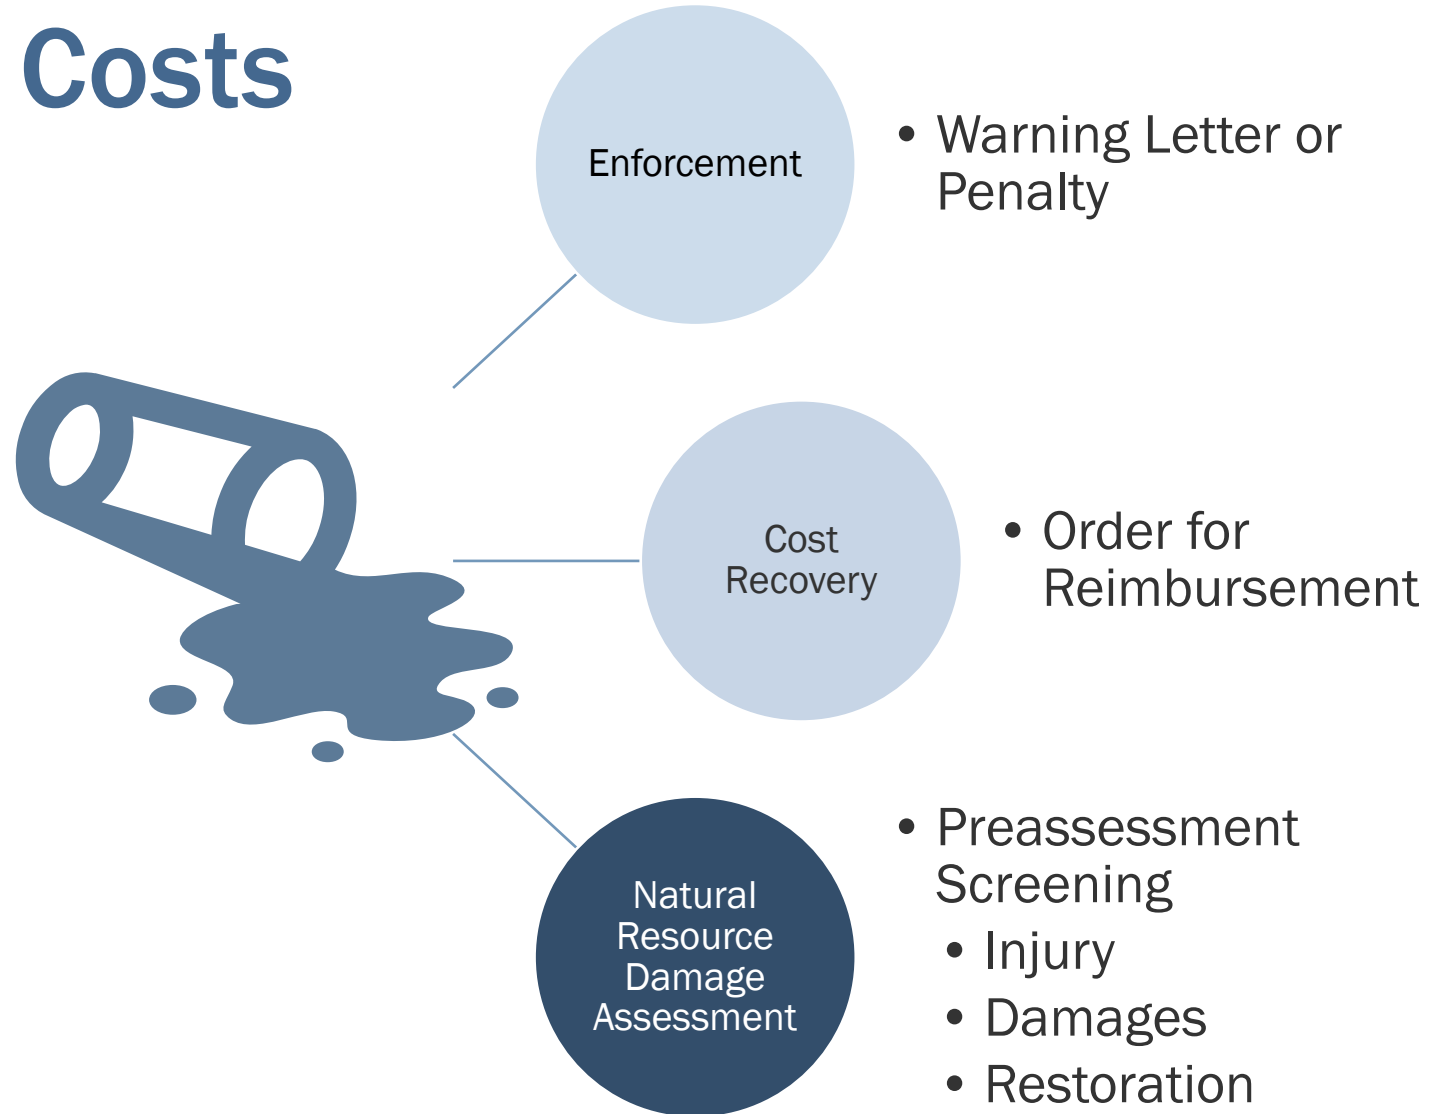 Costs
Enforcement
• Warning Letter or
Penalty
Cost
Recovery
• Order for
Reimbursement
Natural
Resource
Damage
Assessment
• Preassessment
Screening
• Injury
• Damages
• Restoration